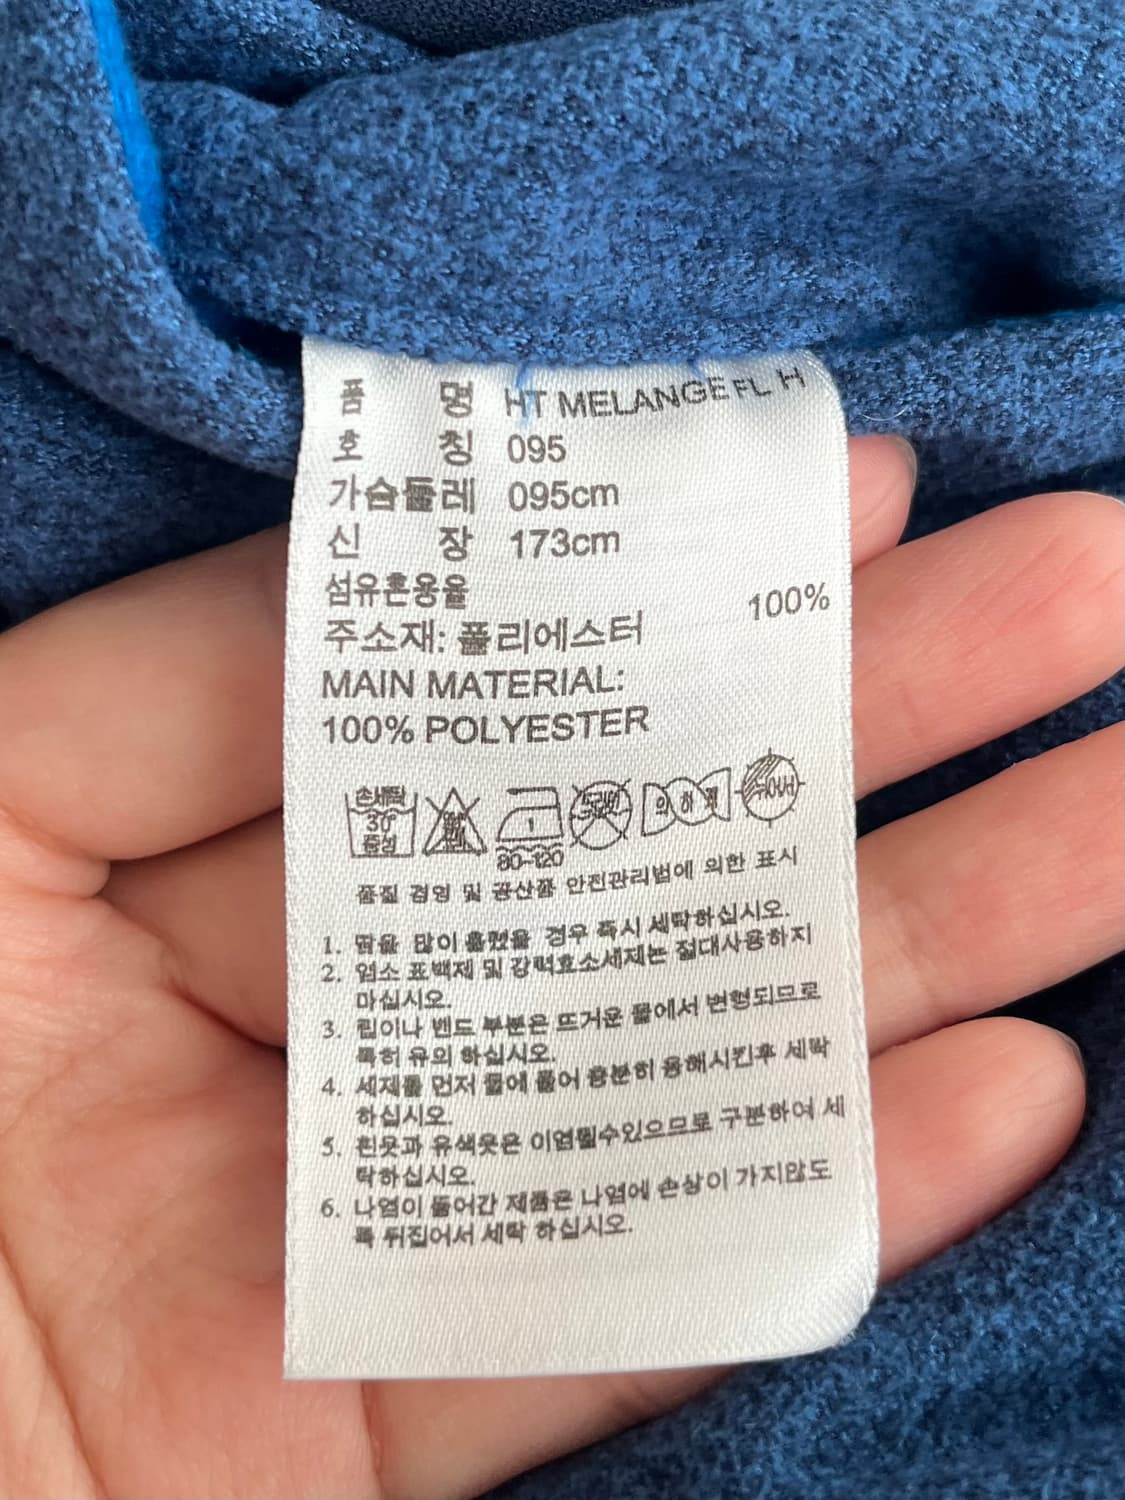 품 명 HT MELANGE FL H
호 칭 095
가슴둘레 095cm
신 장 173cm
섬유혼용율
주소재: 폴리에스터 100%
MAIN MATERIAL:
100% POLYESTER
손세탁 30° 중성 1 80-120 드라이
품질 경영 및 공산품 안전관리법에 의한 표시
1. 땀을 많이 흘렸을 경우 즉시 세탁하십시오.
2. 염소 표백제 및 강력효소세제는 절대사용하지
마십시오.
3. 립이나 밴드 부분은 뜨거운 물에서 변형되므로
특히 유의 하십시오.
4. 세제를 먼저 물에 풀어 충분히 용해시킨후 세탁
하십시오.
5. 흰옷과 유색옷은 이염될수있으므로 구분하여 세
탁하십시오.
6. 나염이 들어간 제품은 나염에 손상이 가지않도
록 뒤집어서 세탁 하십시오.